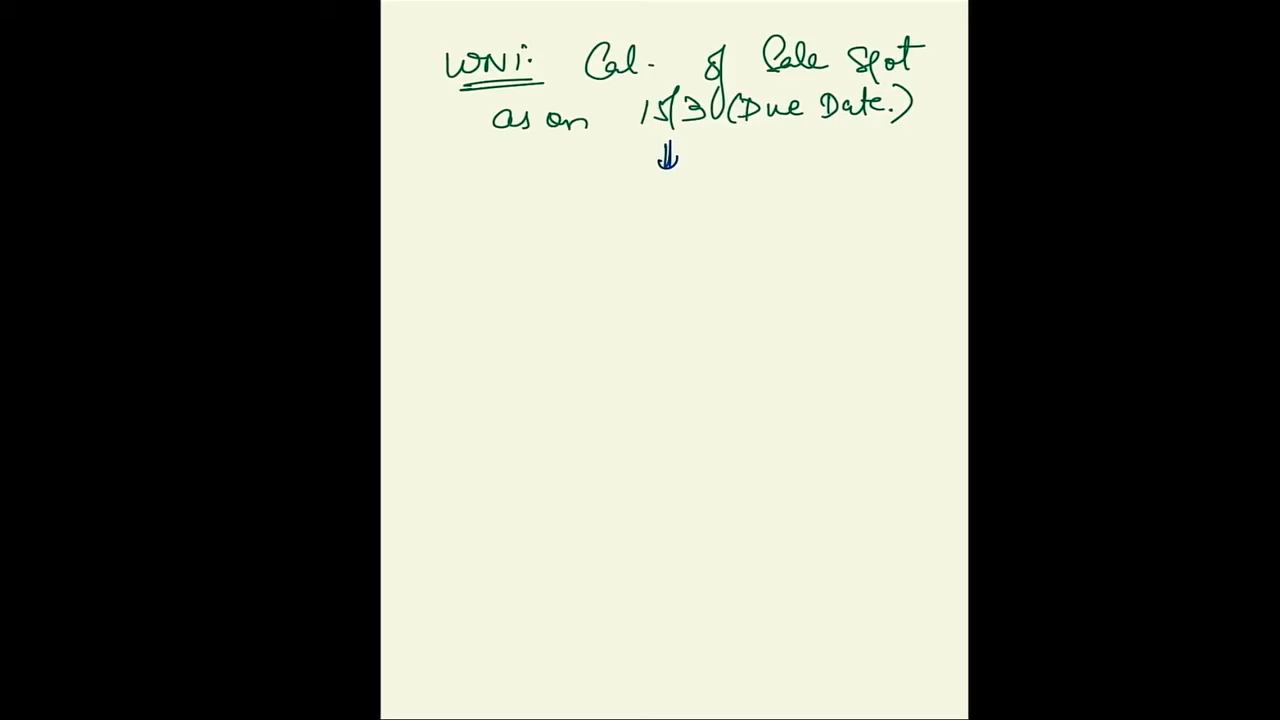 WN1: Cal. of Sale Spot
as on 15/3 (Due Date.)